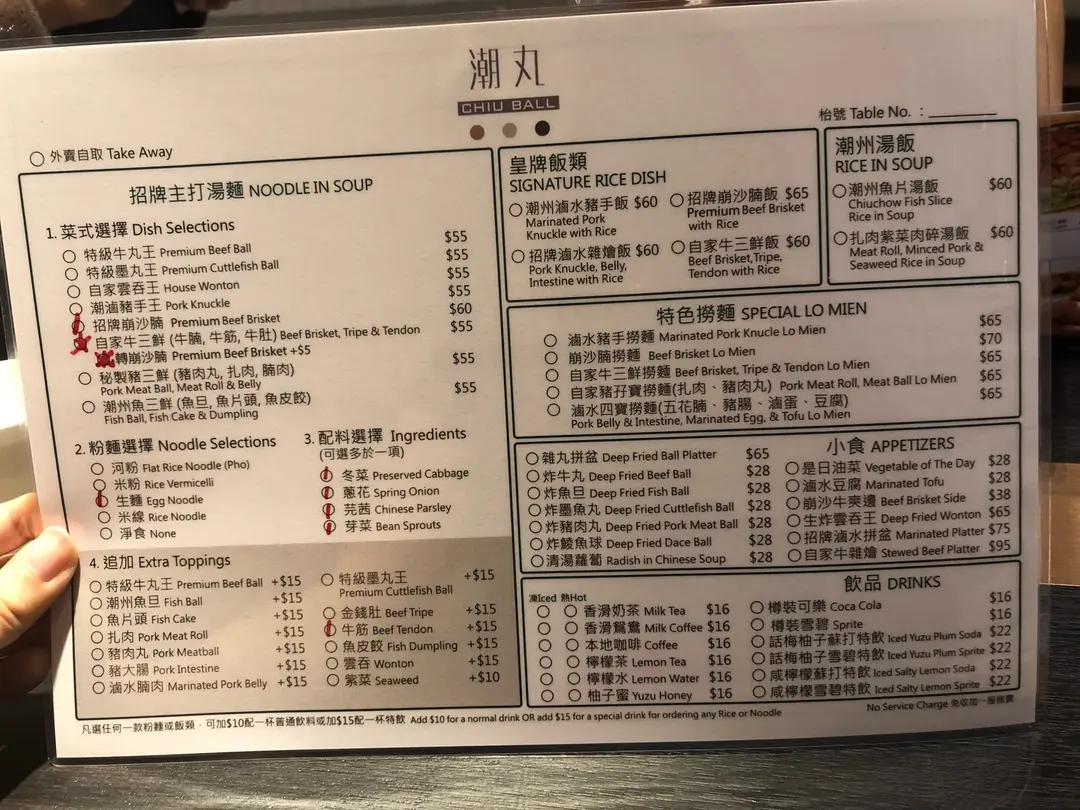 潮丸
CHIU BALL
枱號 Table No. :
外賣自取 Take Away
招牌主打湯麵 NOODLE IN SOUP
1. 菜式選擇 Dish Selections
特級牛丸王 Premium Beef Ball $55
特級墨丸王 Premium Cuttlefish Ball $55
自家雲吞王 House Wonton $55
潮滷豬手王 Pork Knuckle $55
招牌崩沙腩 Premium Beef Brisket $60
自家牛三鮮 (牛腩, 牛筋, 牛肚) Beef Brisket, Tripe & Tendon $55
轉崩沙腩 Premium Beef Brisket +$5
秘製豬三鮮 (豬肉丸, 扎肉, 腩肉) $55
Pork Meat Ball, Meat Roll & Belly
潮州魚三鮮 (魚旦, 魚片頭, 魚皮餃) $55
Fish Ball, Fish Cake & Dumpling
2. 粉麵選擇 Noodle Selections
河粉 Flat Rice Noodle (Pho)
米粉 Rice Vermicelli
生麵 Egg Noodle
米線 Rice Noodle
淨食 None
3. 配料選擇 Ingredients
(可選多於一項)
冬菜 Preserved Cabbage
蔥花 Spring Onion
芫茜 Chinese Parsley
芽菜 Bean Sprouts
4. 追加 Extra Toppings
特級牛丸王 Premium Beef Ball +$15
潮州魚旦 Fish Ball +$15
魚片頭 Fish Cake +$15
扎肉 Pork Meat Roll +$15
豬肉丸 Pork Meatball +$15
豬大腸 Pork Intestine +$15
滷水腩肉 Marinated Pork Belly +$15
特級墨丸王 +$15
Premium Cuttlefish Ball
金錢肚 Beef Tripe +$15
牛筋 Beef Tendon +$15
魚皮餃 Fish Dumpling +$15
雲吞 Wonton +$15
紫菜 Seaweed +$10
皇牌飯類
SIGNATURE RICE DISH
潮州滷水豬手飯 $60
Marinated Pork
Knuckle with Rice
招牌滷水雜燴飯 $60
Pork Knuckle, Belly,
Intestine with Rice
招牌崩沙腩飯 $65
Premium Beef Brisket
with Rice
自家牛三鮮飯 $60
Beef Brisket,Tripe,
Tendon with Rice
潮州湯飯
RICE IN SOUP
潮州魚片湯飯 $60
Chiuchow Fish Slice
Rice in Soup
扎肉紫菜肉碎湯飯 $60
Meat Roll, Minced Pork &
Seaweed Rice in Soup
特色撈麵 SPECIAL LO MIEN
滷水豬手撈麵 Marinated Pork Knucle Lo Mien $65
崩沙腩撈麵 Beef Brisket Lo Mien $70
自家牛三鮮撈麵 Beef Brisket, Tripe & Tendon Lo Mien $65
自家豬孖寶撈麵(扎肉、豬肉丸) Pork Meat Roll, Meat Ball Lo Mien $65
滷水四寶撈麵(五花腩、豬腸、滷蛋、豆腐) $65
Pork Belly & Intestine, Marinated Egg, & Tofu Lo Mien
小食 APPETIZERS
雜丸拼盆 Deep Fried Ball Platter $65
炸牛丸 Deep Fried Beef Ball $28
炸魚旦 Deep Fried Fish Ball $28
炸墨魚丸 Deep Fried Cuttlefish Ball $28
炸豬肉丸 Deep Fried Pork Meat Ball $28
炸鯪魚球 Deep Fried Dace Ball $28
清湯蘿蔔 Radish in Chinese Soup $28
是日油菜 Vegetable of The Day $28
滷水豆腐 Marinated Tofu $28
崩沙牛爽邊 Beef Brisket Side $38
生炸雲吞王 Deep Fried Wonton $65
招牌滷水拼盆 Marinated Platter $75
自家牛雜燴 Stewed Beef Platter $95
飲品 DRINKS
凍Iced 熱Hot
香滑奶茶 Milk Tea $16
香滑鴛鴦 Milk Coffee $16
本地咖啡 Coffee $16
檸檬茶 Lemon Tea $16
檸檬水 Lemon Water $16
柚子蜜 Yuzu Honey $16
樽裝可樂 Coca Cola $16
樽裝雪碧 Sprite $16
話梅柚子蘇打特飲 Iced Yuzu Plum Soda $22
話梅柚子雪碧特飲 Iced Yuzu Plum Sprite $22
咸檸檬蘇打特飲 Iced Salty Lemon Soda $22
咸檸檬雪碧特飲 Iced Salty Lemon Sprite $22
凡選任何一款粉麵或飯類，可加$10配一杯普通飲料或加$15配一杯特飲 Add $10 for a normal drink OR add $15 for a special drink for ordering any Rice or Noodle
No Service Charge 免收加一服務費